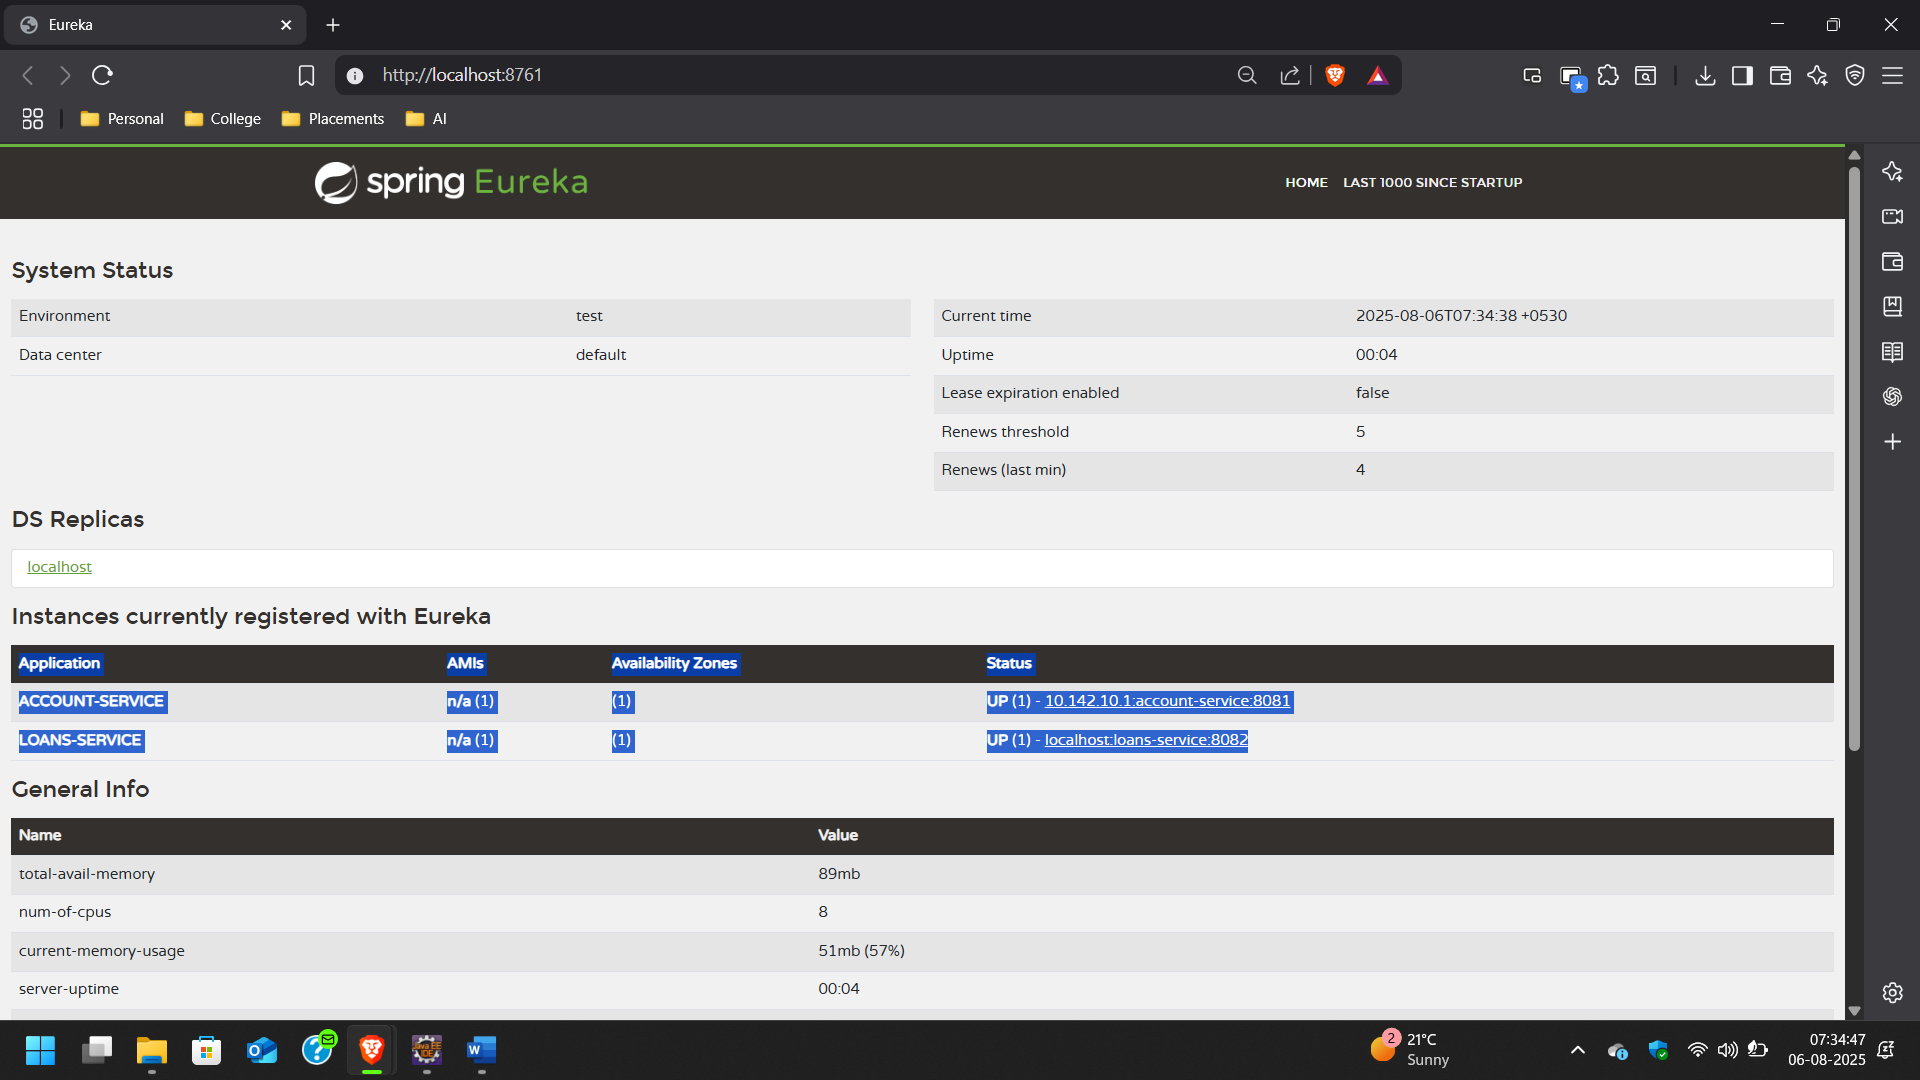 Eureka
http://localhost:8761
Personal College Placements AI
spring Eureka HOME LAST 1000 SINCE STARTUP
System Status
Environment test
Data center default
Current time 2025-08-06T07:34:38 +0530
Uptime 00:04
Lease expiration enabled false
Renews threshold 5
Renews (last min) 4
DS Replicas
localhost
Instances currently registered with Eureka
Application AMIs Availability Zones Status
ACCOUNT-SERVICE n/a (1) (1) UP (1) - 10.142.10.1:account-service:8081
LOANS-SERVICE n/a (1) (1) UP (1) - localhost:loans-service:8082
General Info
Name Value
total-avail-memory 89mb
num-of-cpus 8
current-memory-usage 51mb (57%)
server-uptime 00:04
2 21°C
Sunny
07:34:47
06-08-2025
Java EE
IDE
W